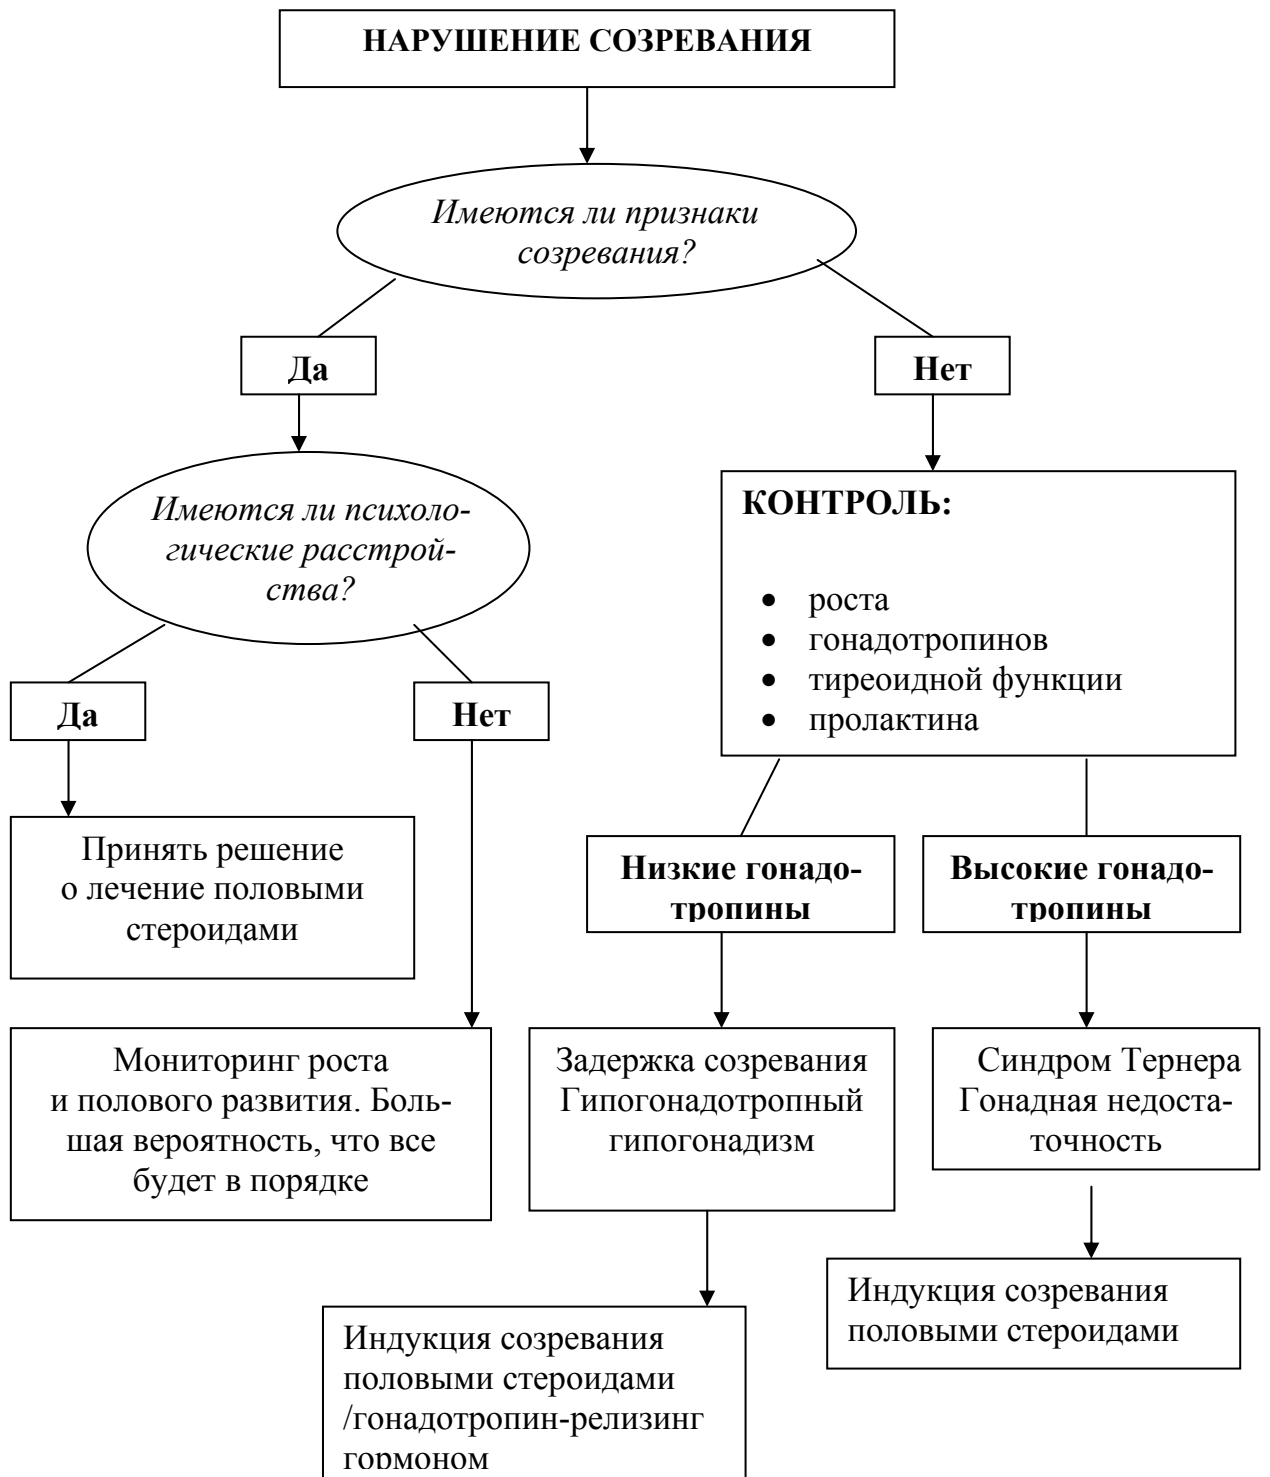 НАРУШЕНИЕ СОЗРЕВАНИЯ
Имеются ли признаки
созревания?
Да
Нет
Имеются ли психоло-
гические расстрой-
ства?
КОНТРОЛЬ:
• роста
• гонадотропинов
• тиреоидной функции
• пролактина
Да
Нет
Принять решение
о лечение половыми
стероидами
Низкие гонадо-
тропины
Высокие гонадо-
тропины
Мониторинг роста
и полового развития. Боль-
шая вероятность, что все
будет в порядке
Задержка созревания
Гипогонадотропный
гипогонадизм
Синдром Тернера
Гонадная недоста-
точность
Индукция созревания
половыми стероидами
Индукция созревания
половыми стероидами
/гонадотропин-релизинг
гормоном